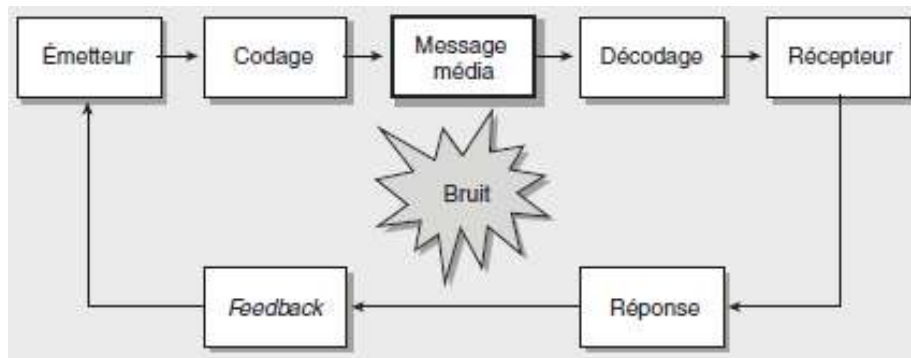 Émetteur
Codage
Message
média
Décodage
Récepteur
Bruit
Feedback
Réponse